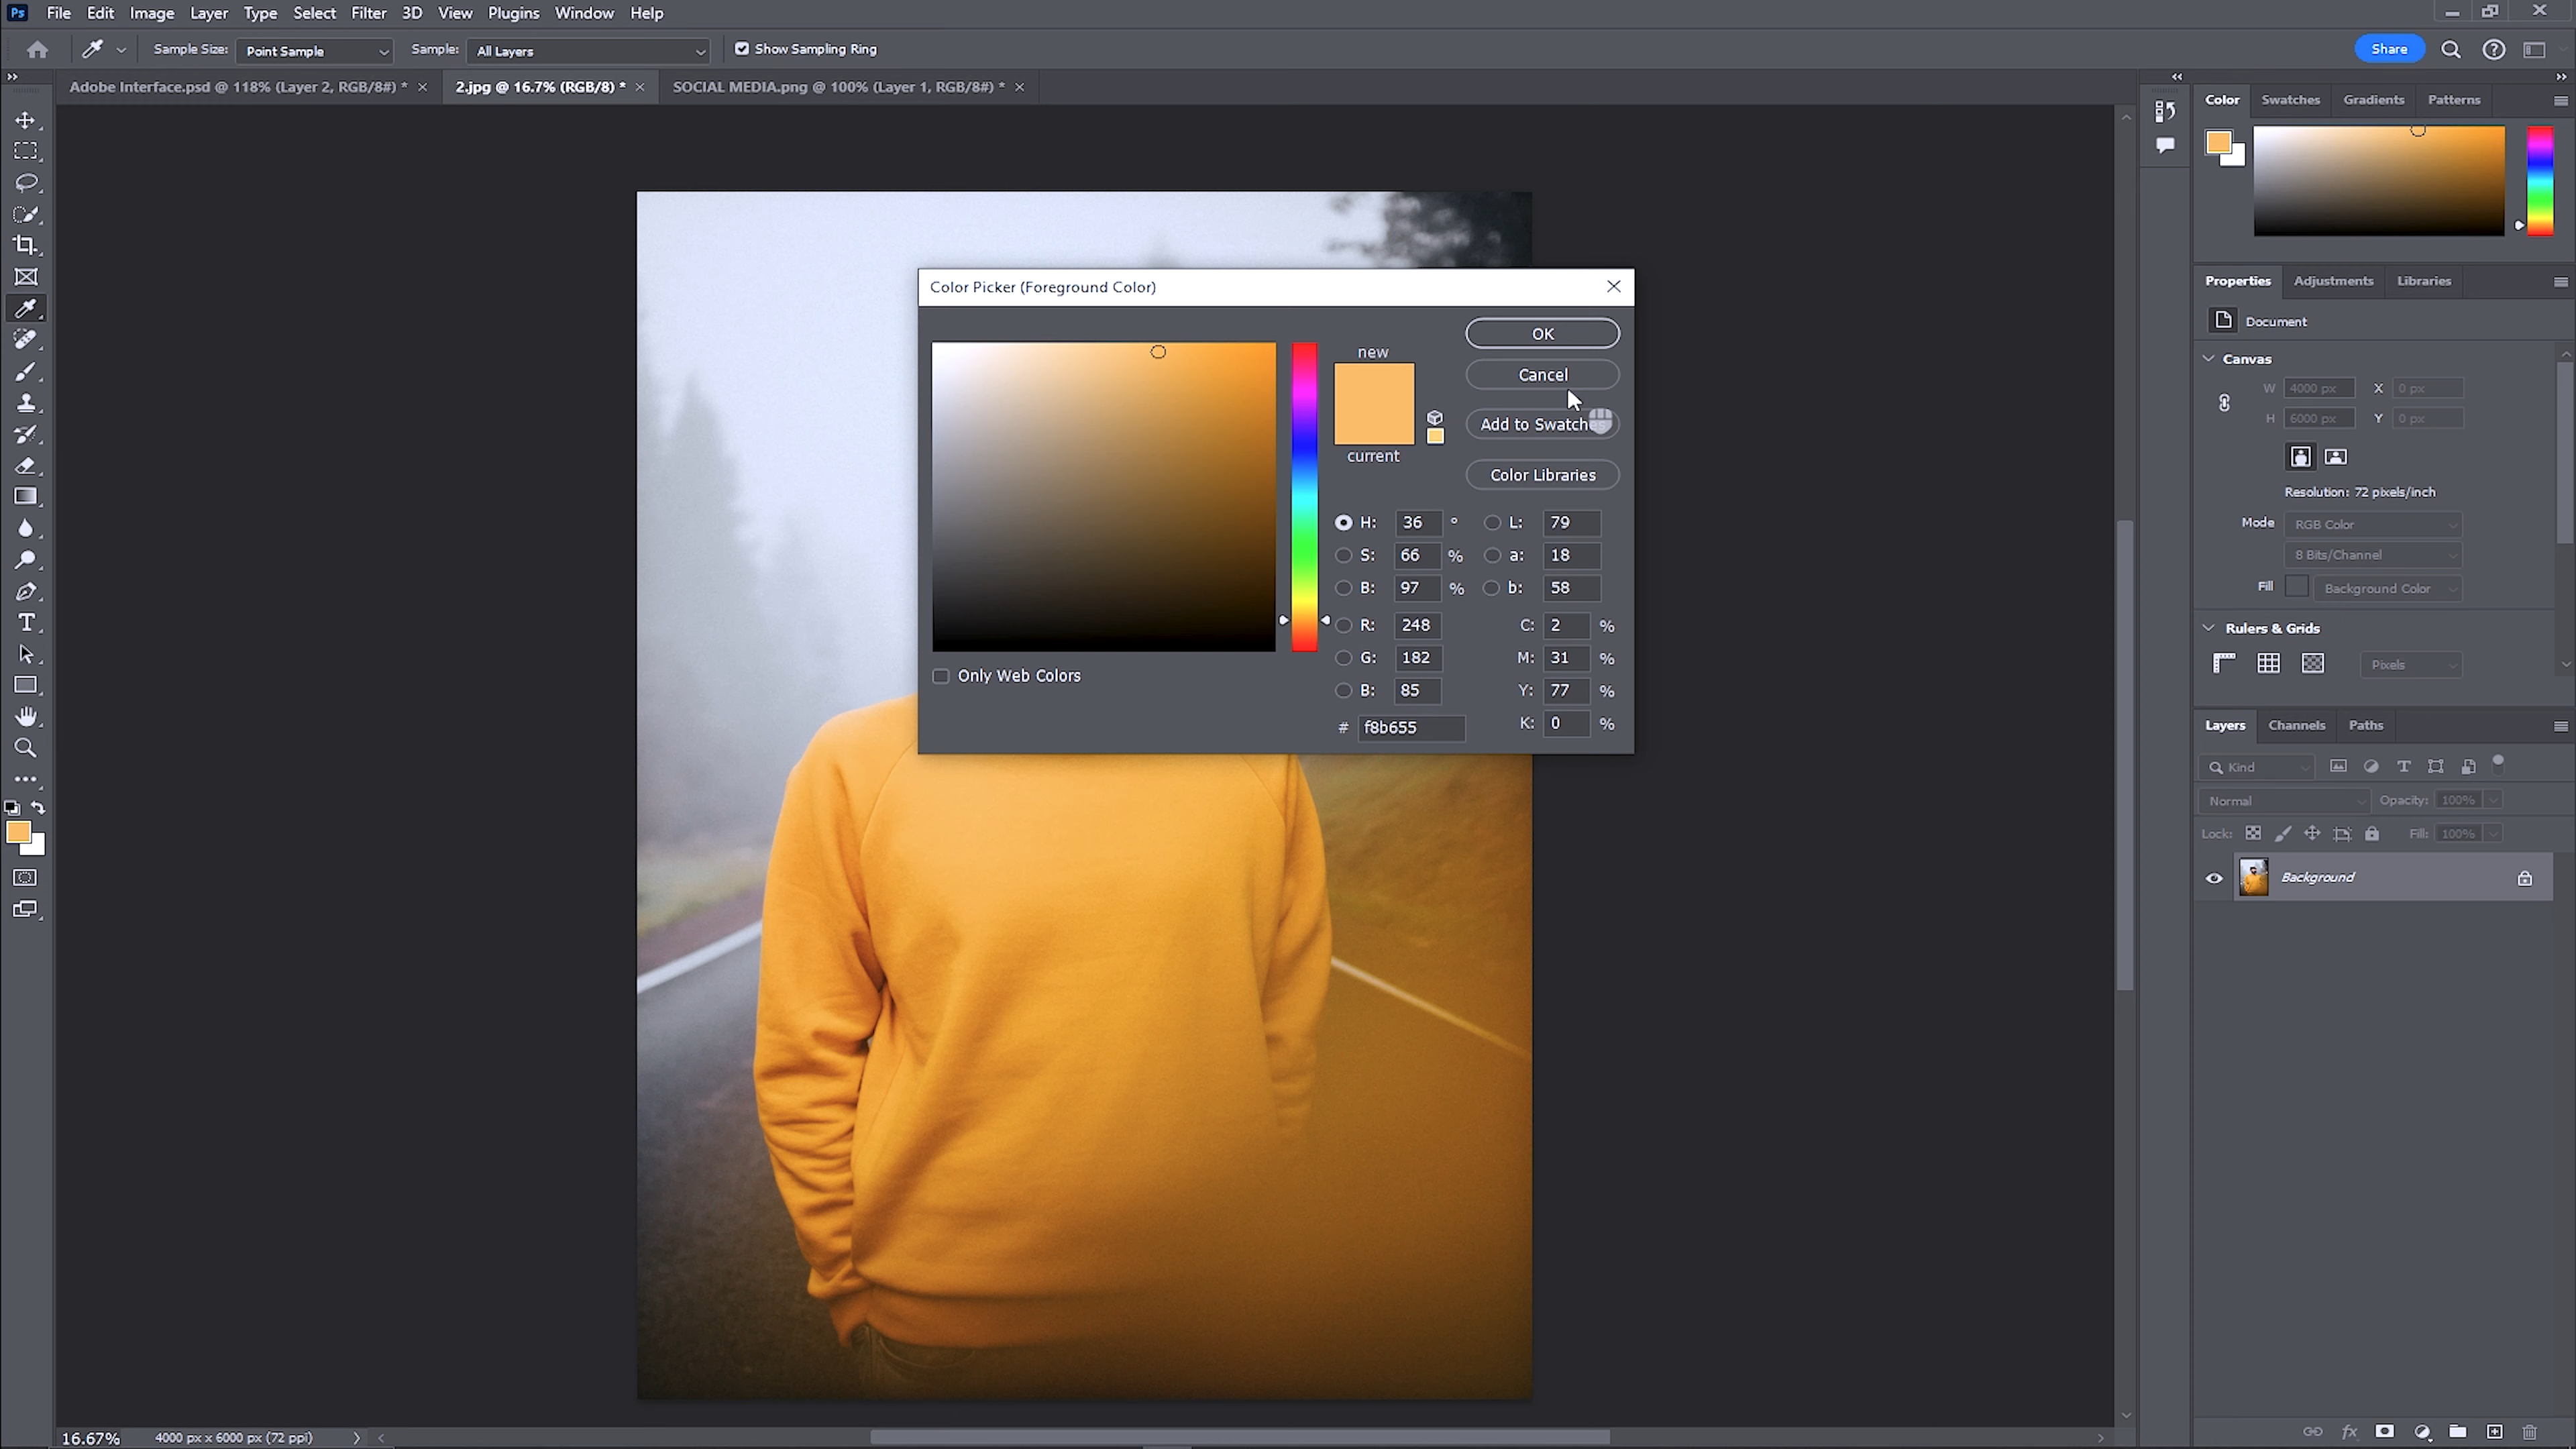 Ps File Edit Image Layer Type Select Filter 3D View Plugins Window Help
Sample Size: Point Sample Sample: All Layers Show Sampling Ring Share
Adobe Interface.psd @ 118% (Layer 2, RGB/8#) * 2.jpg @ 16.7% (RGB/8) * SOCIAL MEDIA.png @ 100% (Layer 1, RGB/8#) *
Color Swatches Gradients Patterns
Color Picker (Foreground Color)
OK
new
Cancel
Add to Swatches
current
Color Libraries
H: 36 ° L: 79
S: 66 % a: 18
B: 97 % b: 58
R: 248 C: 2 %
G: 182 M: 31 %
B: 85 Y: 77 %
# f8b655 K: 0 %
Only Web Colors
Properties Adjustments Libraries
Document
Canvas
W 4000 px X 0 px
H 6000 px Y 0 px
Resolution: 72 pixels/inch
Mode RGB Color
8 Bits/Channel
Fill Background Color
Rulers & Grids
Pixels
Layers Channels Paths
Kind
Normal Opacity: 100%
Lock: Fill: 100%
Background
fx
16.67% 4000 px x 6000 px (72 ppi)